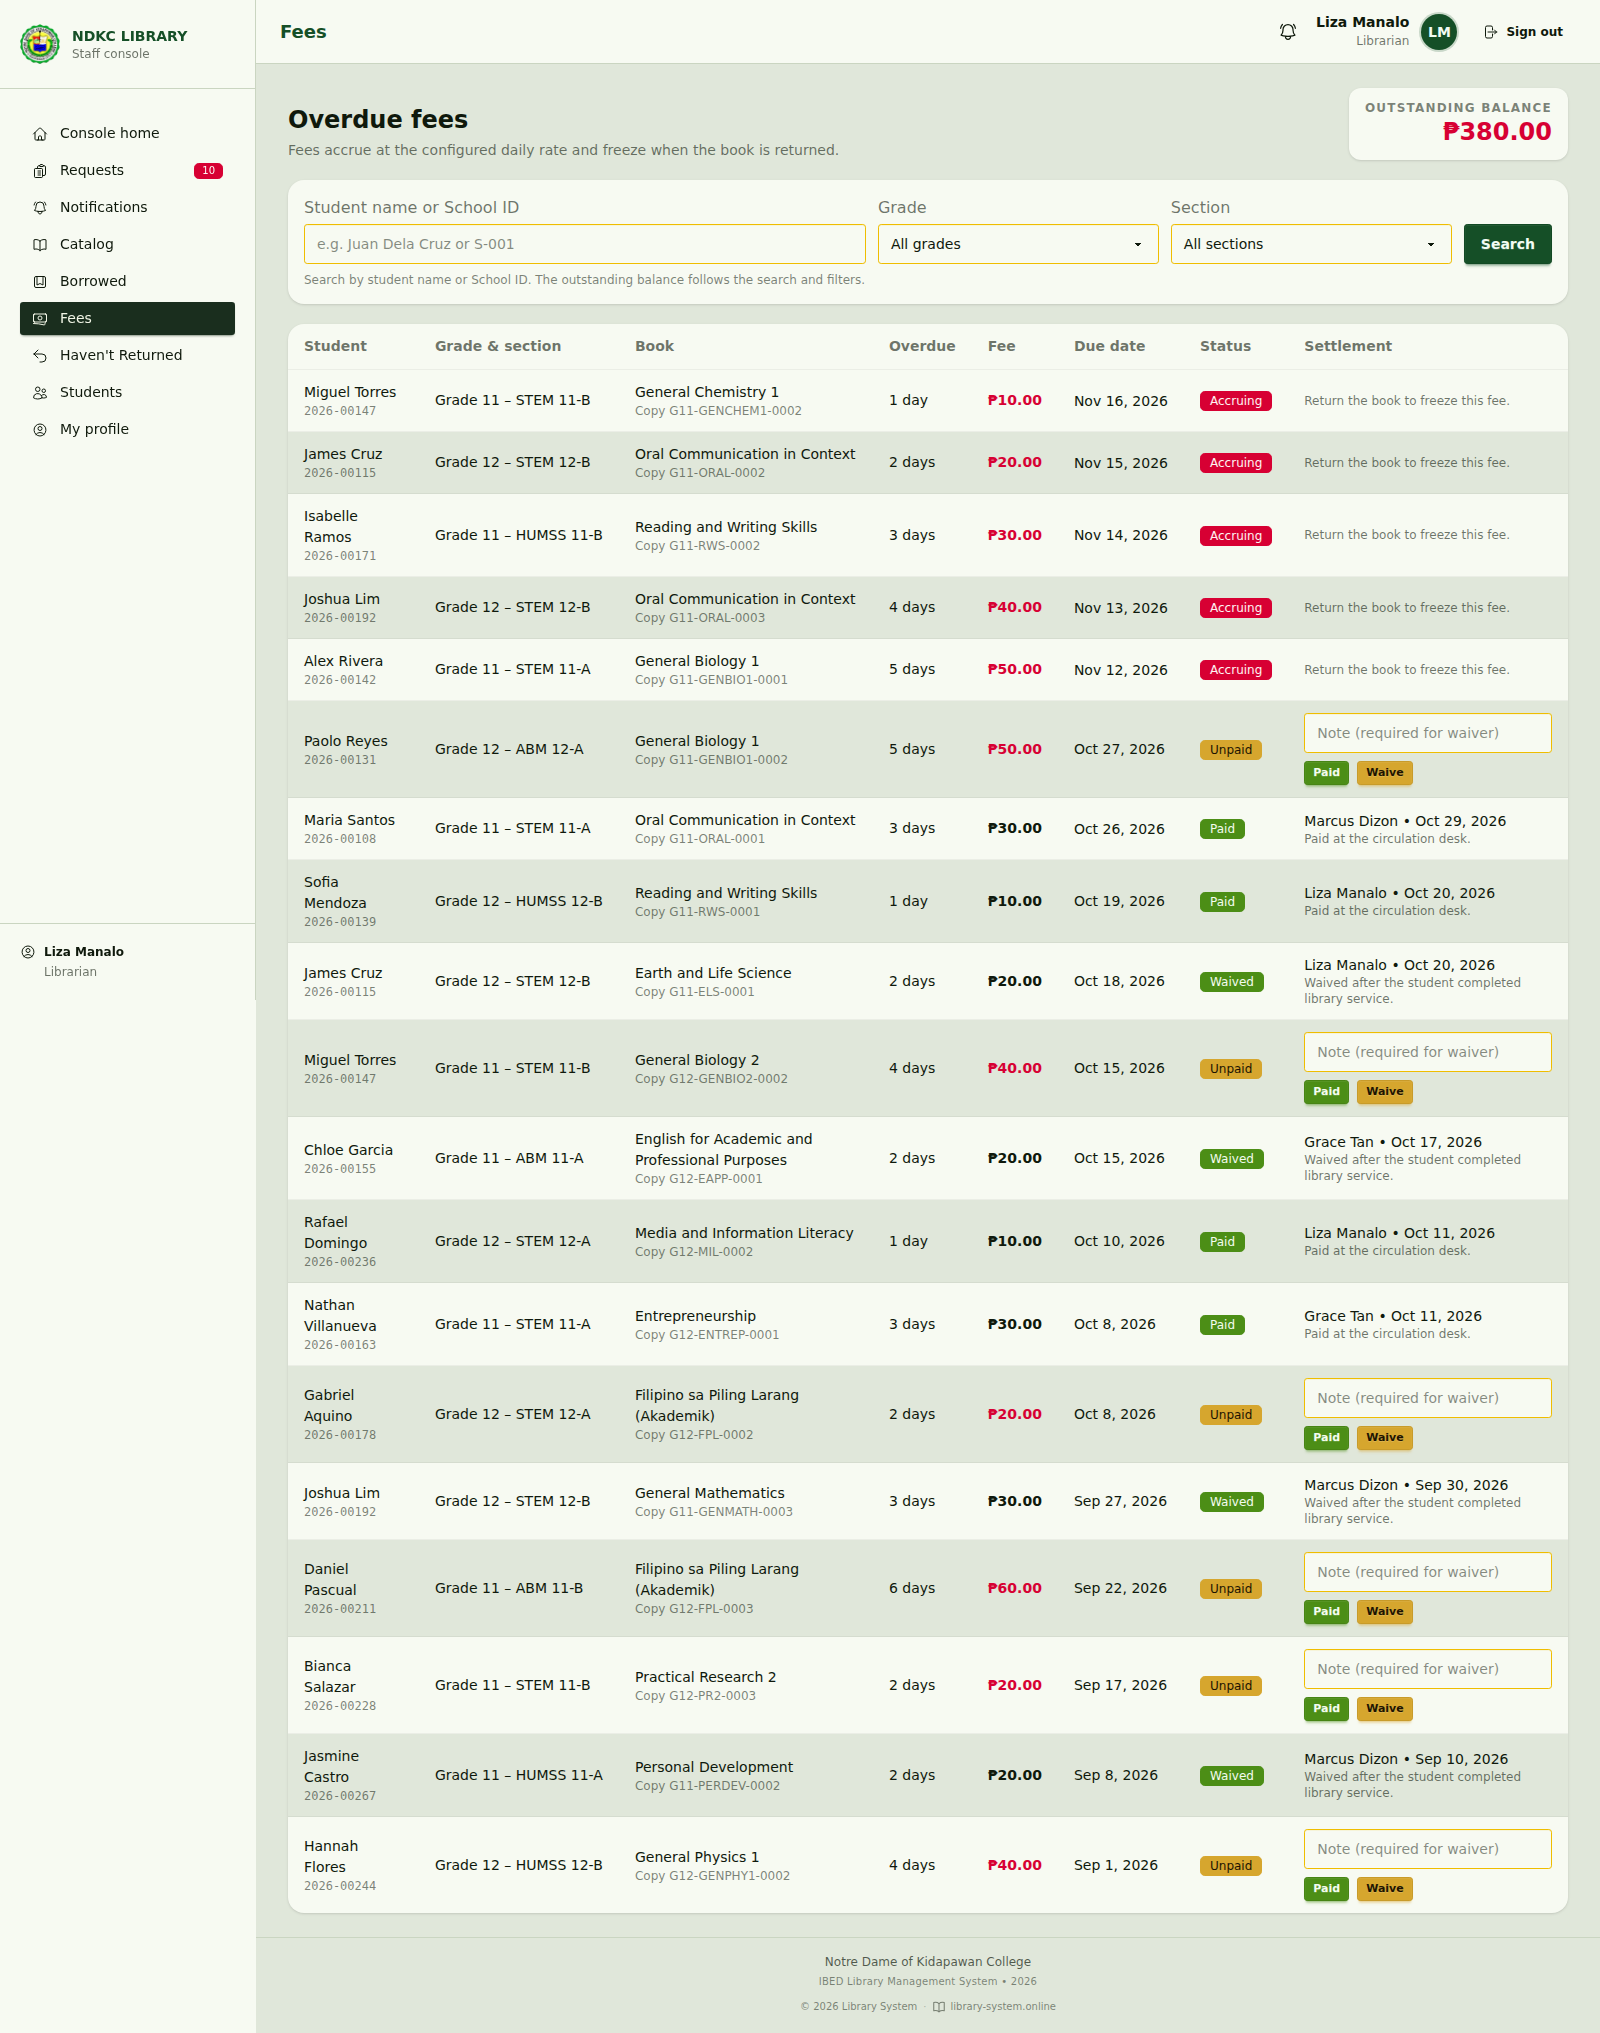 NDKC LIBRARY
Staff console
Console home
Requests 10
Notifications
Catalog
Borrowed
Fees
Haven't Returned
Students
My profile
Liza Manalo
Librarian
Fees
Liza Manalo
Librarian
LM
Sign out
Overdue fees
Fees accrue at the configured daily rate and freeze when the book is returned.
OUTSTANDING BALANCE
₱380.00
Student name or School ID
Grade
Section
e.g. Juan Dela Cruz or S-001
All grades
All sections
Search
Search by student name or School ID. The outstanding balance follows the search and filters.
Student Grade & section Book Overdue Fee Due date Status Settlement
Miguel Torres
2026-00147
Grade 11 – STEM 11-B
General Chemistry 1
Copy G11-GENCHEM1-0002
1 day
₱10.00
Nov 16, 2026
Accruing
Return the book to freeze this fee.
James Cruz
2026-00115
Grade 12 – STEM 12-B
Oral Communication in Context
Copy G11-ORAL-0002
2 days
₱20.00
Nov 15, 2026
Accruing
Return the book to freeze this fee.
Isabelle
Ramos
2026-00171
Grade 11 – HUMSS 11-B
Reading and Writing Skills
Copy G11-RWS-0002
3 days
₱30.00
Nov 14, 2026
Accruing
Return the book to freeze this fee.
Joshua Lim
2026-00192
Grade 12 – STEM 12-B
Oral Communication in Context
Copy G11-ORAL-0003
4 days
₱40.00
Nov 13, 2026
Accruing
Return the book to freeze this fee.
Alex Rivera
2026-00142
Grade 11 – STEM 11-A
General Biology 1
Copy G11-GENBIO1-0001
5 days
₱50.00
Nov 12, 2026
Accruing
Return the book to freeze this fee.
Paolo Reyes
2026-00131
Grade 12 – ABM 12-A
General Biology 1
Copy G11-GENBIO1-0002
5 days
₱50.00
Oct 27, 2026
Unpaid
Note (required for waiver)
Paid Waive
Maria Santos
2026-00108
Grade 11 – STEM 11-A
Oral Communication in Context
Copy G11-ORAL-0001
3 days
₱30.00
Oct 26, 2026
Paid
Marcus Dizon • Oct 29, 2026
Paid at the circulation desk.
Sofia
Mendoza
2026-00139
Grade 12 – HUMSS 12-B
Reading and Writing Skills
Copy G11-RWS-0001
1 day
₱10.00
Oct 19, 2026
Paid
Liza Manalo • Oct 20, 2026
Paid at the circulation desk.
James Cruz
2026-00115
Grade 12 – STEM 12-B
Earth and Life Science
Copy G11-ELS-0001
2 days
₱20.00
Oct 18, 2026
Waived
Liza Manalo • Oct 20, 2026
Waived after the student completed
library service.
Miguel Torres
2026-00147
Grade 11 – STEM 11-B
General Biology 2
Copy G12-GENBIO2-0002
4 days
₱40.00
Oct 15, 2026
Unpaid
Note (required for waiver)
Paid Waive
Chloe Garcia
2026-00155
Grade 11 – ABM 11-A
English for Academic and
Professional Purposes
Copy G12-EAPP-0001
2 days
₱20.00
Oct 15, 2026
Waived
Grace Tan • Oct 17, 2026
Waived after the student completed
library service.
Rafael
Domingo
2026-00236
Grade 12 – STEM 12-A
Media and Information Literacy
Copy G12-MIL-0002
1 day
₱10.00
Oct 10, 2026
Paid
Liza Manalo • Oct 11, 2026
Paid at the circulation desk.
Nathan
Villanueva
2026-00163
Grade 11 – STEM 11-A
Entrepreneurship
Copy G12-ENTREP-0001
3 days
₱30.00
Oct 8, 2026
Paid
Grace Tan • Oct 11, 2026
Paid at the circulation desk.
Gabriel
Aquino
2026-00178
Grade 12 – STEM 12-A
Filipino sa Piling Larang
(Akademik)
Copy G12-FPL-0002
2 days
₱20.00
Oct 8, 2026
Unpaid
Note (required for waiver)
Paid Waive
Joshua Lim
2026-00192
Grade 12 – STEM 12-B
General Mathematics
Copy G11-GENMATH-0003
3 days
₱30.00
Sep 27, 2026
Waived
Marcus Dizon • Sep 30, 2026
Waived after the student completed
library service.
Daniel
Pascual
2026-00211
Grade 11 – ABM 11-B
Filipino sa Piling Larang
(Akademik)
Copy G12-FPL-0003
6 days
₱60.00
Sep 22, 2026
Unpaid
Note (required for waiver)
Paid Waive
Bianca
Salazar
2026-00228
Grade 11 – STEM 11-B
Practical Research 2
Copy G12-PR2-0003
2 days
₱20.00
Sep 17, 2026
Unpaid
Note (required for waiver)
Paid Waive
Jasmine
Castro
2026-00267
Grade 11 – HUMSS 11-A
Personal Development
Copy G11-PERDEV-0002
2 days
₱20.00
Sep 8, 2026
Waived
Marcus Dizon • Sep 10, 2026
Waived after the student completed
library service.
Hannah
Flores
2026-00244
Grade 12 – HUMSS 12-B
General Physics 1
Copy G12-GENPHY1-0002
4 days
₱40.00
Sep 1, 2026
Unpaid
Note (required for waiver)
Paid Waive
Notre Dame of Kidapawan College
IBED Library Management System • 2026
© 2026 Library System · library-system.online